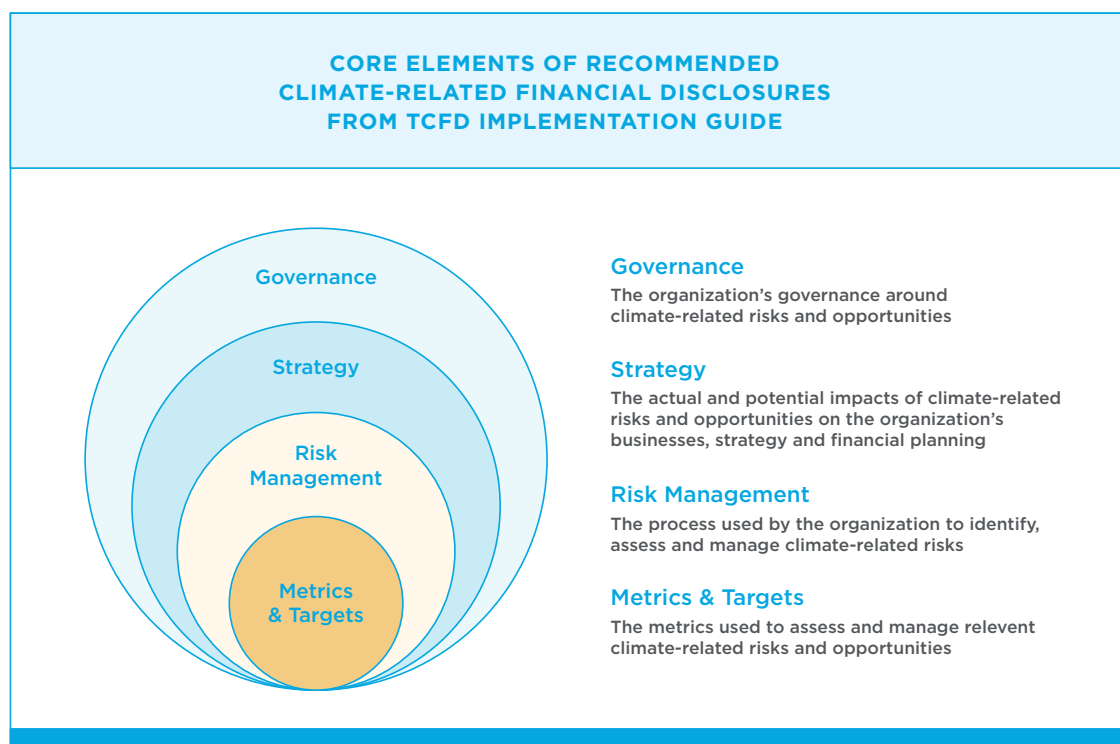 CORE ELEMENTS OF RECOMMENDED
CLIMATE-RELATED FINANCIAL DISCLOSURES
FROM TCFD IMPLEMENTATION GUIDE
Governance
Strategy
Risk
Management
Metrics
& Targets
Governance
The organization’s governance around
climate-related risks and opportunities
Strategy
The actual and potential impacts of climate-related
risks and opportunities on the organization’s
businesses, strategy and financial planning
Risk Management
The process used by the organization to identify,
assess and manage climate-related risks
Metrics & Targets
The metrics used to assess and manage relevent
climate-related risks and opportunities